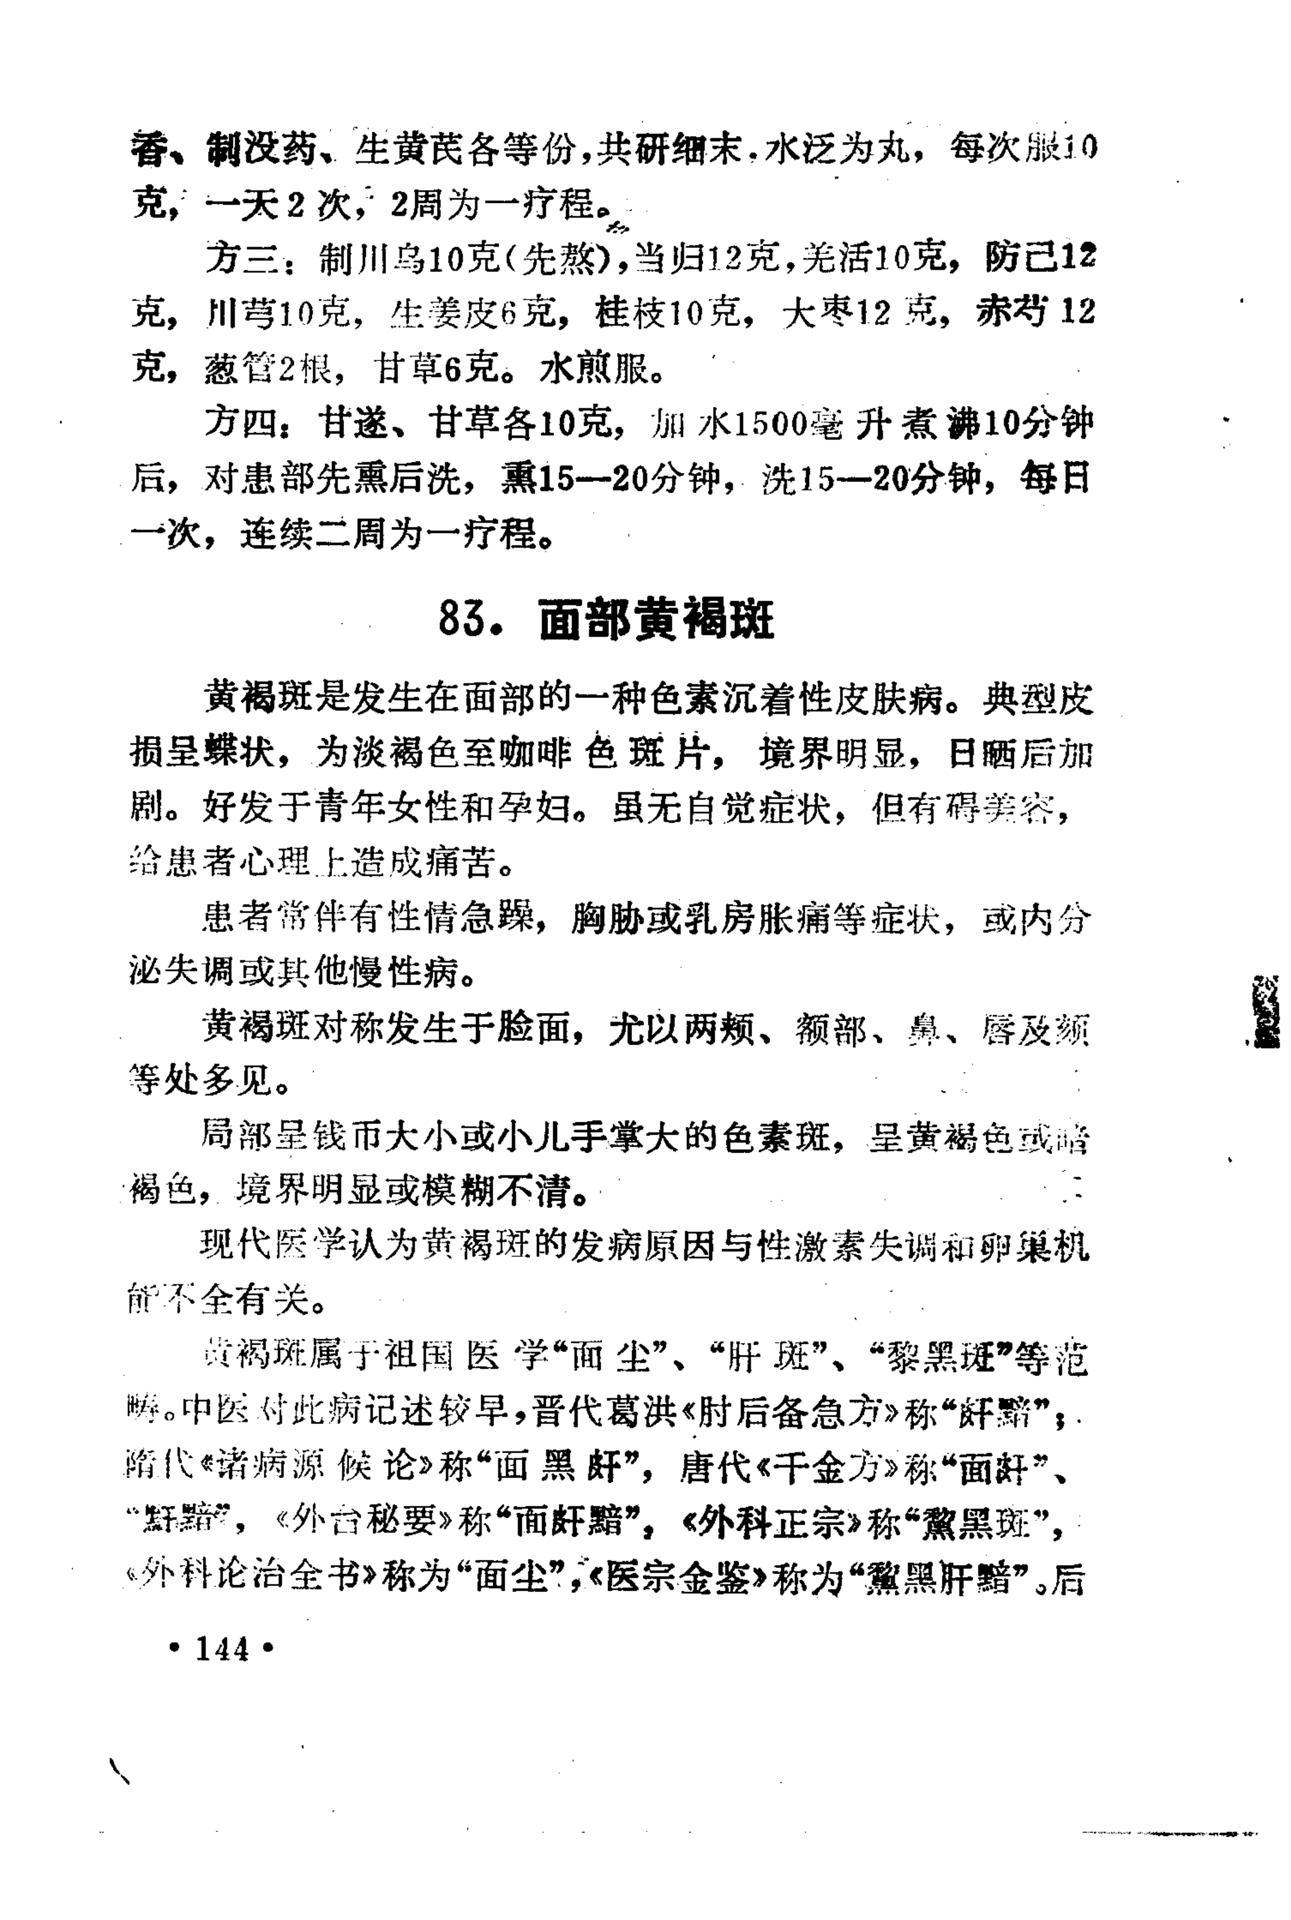 香、制没药、生黄芪各等份，共研细末，水泛为丸，每次服10
克，一天2次，2周为一疗程。
方三：制川乌10克（先熬），当归12克，羌活10克，防己12
克，川芎10克，生姜皮6克，桂枝10克，大枣12克，赤芍12
克，葱管2根，甘草6克。水煎服。
方四：甘遂、甘草各10克，加水1500毫升煮沸10分钟
后，对患部先熏后洗，熏15—20分钟，洗15—20分钟，每日
一次，连续二周为一疗程。
83．面部黄褐斑
黄褐斑是发生在面部的一种色素沉着性皮肤病。典型皮
损呈蝶状，为淡褐色至咖啡色斑片，境界明显，日晒后加
剧。好发于青年女性和孕妇。虽无自觉症状，但有碍美容，
给患者心理上造成痛苦。
患者常伴有性情急躁，胸胁或乳房胀痛等症状，或内分
泌失调或其他慢性病。
黄褐斑对称发生于脸面，尤以两颊、额部、鼻、唇及颏
等处多见。
局部呈钱币大小或小儿手掌大的色素斑，呈黄褐色或暗
褐色，境界明显或模糊不清。
现代医学认为黄褐斑的发病原因与性激素失调和卵巢机
能不全有关。
黄褐斑属于祖国医学“面尘”、“肝斑”、“黎黑斑”等范
畴。中医对此病记述较早，晋代葛洪《肘后备急方》称“皯黯”；
隋代《诸病源候论》称“面黑皯”，唐代《千金方》称“面皯”、
“黯”，《外台秘要》称“面皯黯”，《外科正宗》称“黧黑斑”，
《外科论治全书》称为“面尘”，《医宗金鉴》称为“黧黑肝黯”。后
·144·